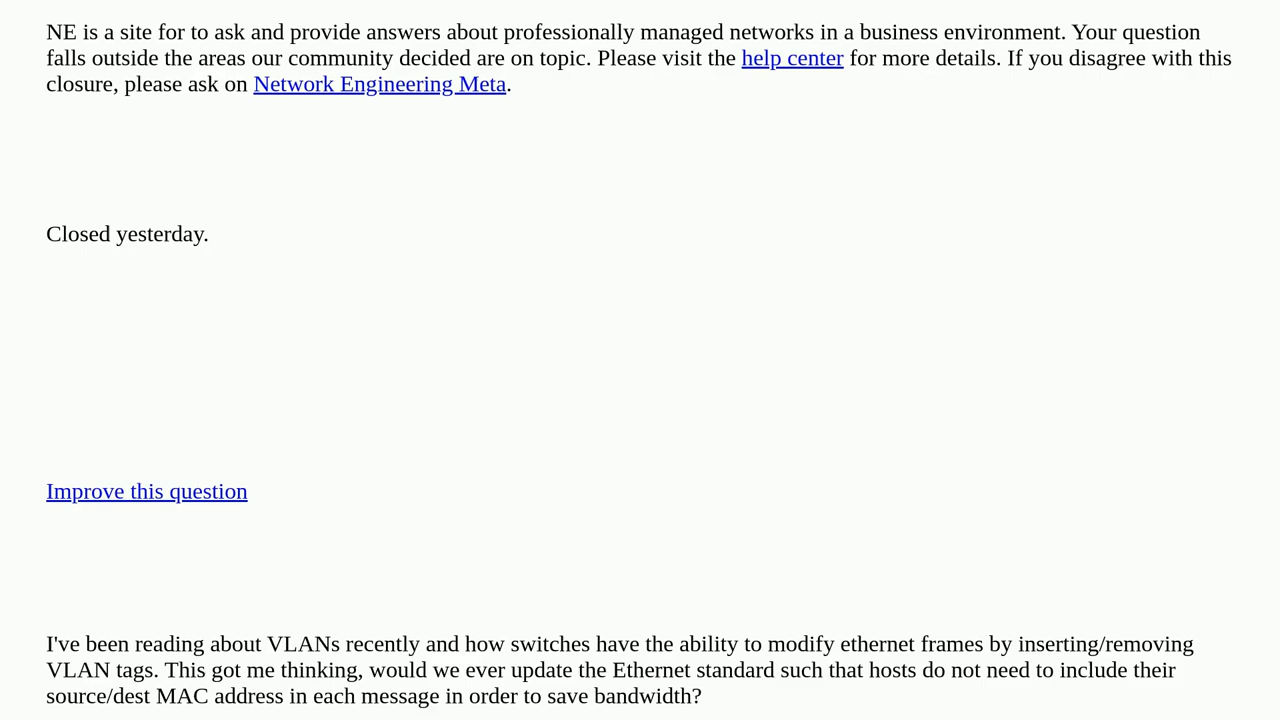 NE is a site for to ask and provide answers about professionally managed networks in a business environment. Your question
falls outside the areas our community decided are on topic. Please visit the help center for more details. If you disagree with this
closure, please ask on Network Engineering Meta.
Closed yesterday.
Improve this question
I've been reading about VLANs recently and how switches have the ability to modify ethernet frames by inserting/removing
VLAN tags. This got me thinking, would we ever update the Ethernet standard such that hosts do not need to include their
source/dest MAC address in each message in order to save bandwidth?